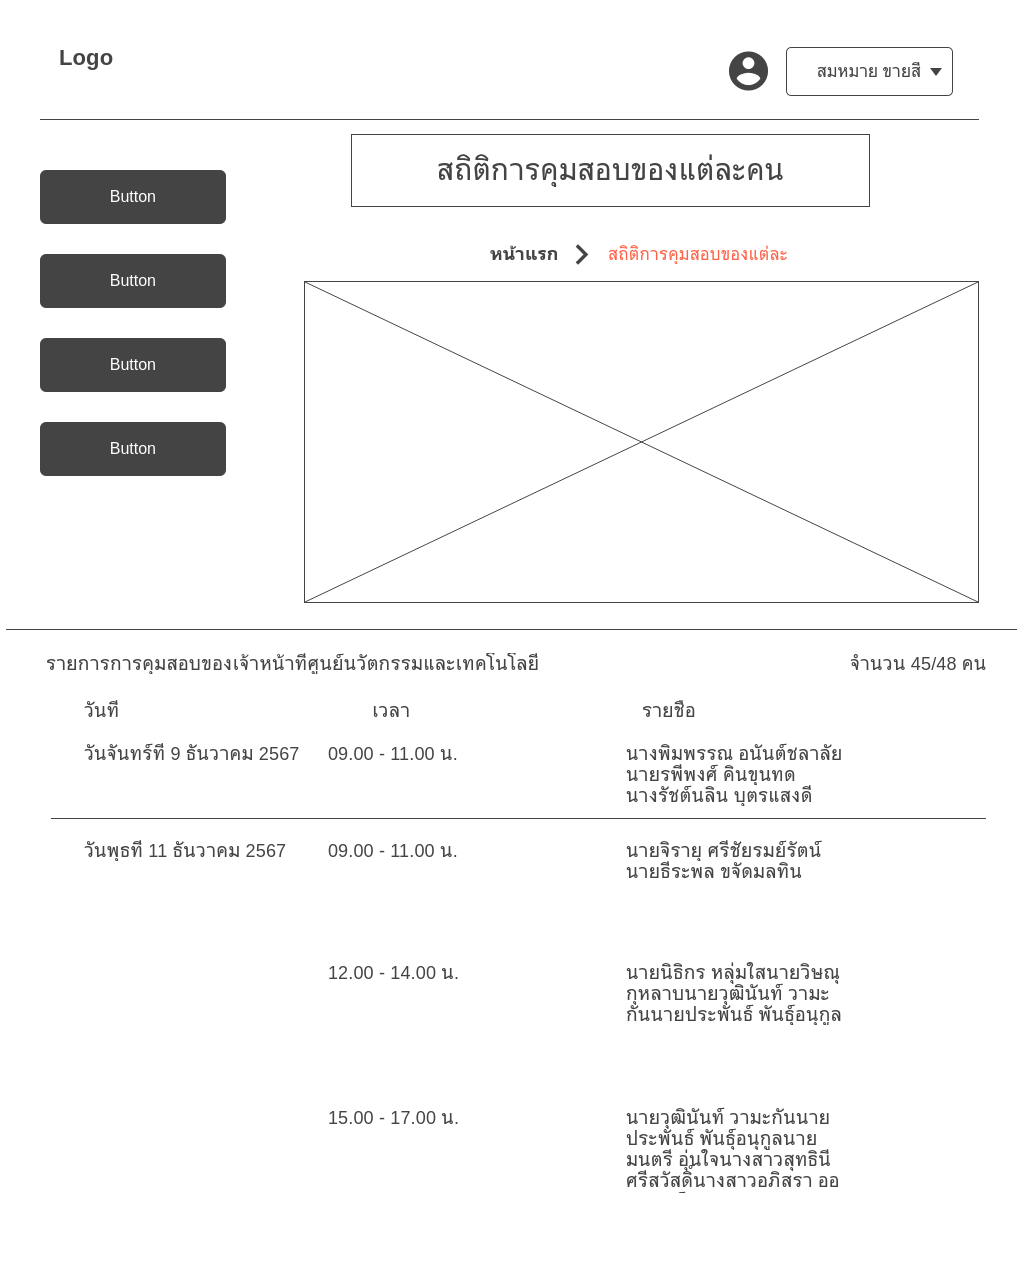 Logo
สมหมาย ขายสี
สถิติการคุมสอบของแต่ละคน
Button
หน้าแรก
สถิติการคุมสอบของแต่ละ
Button
Button
Button
รายการการคุมสอบของเจ้าหน้าที่ศูนย์นวัตกรรมและเทคโนโลยี
จำนวน 45/48 คน
วันที่ เวลา รายชื่อ
วันจันทร์ที่ 9 ธันวาคม 2567 09.00 - 11.00 น. นางพิมพรรณ อนันต์ชลาลัย
นายรพีพงศ์ คินขุนทด
นางรัชต์นลิน บุตรแสงดี
วันพุธที่ 11 ธันวาคม 2567 09.00 - 11.00 น. นายจิรายุ ศรีชัยรมย์รัตน์
นายธีระพล ขจัดมลทิน
12.00 - 14.00 น. นายนิธิกร หลุ่มใสนายวิษณุ
กุหลาบนายวุฒินันท์ วามะ
กันนายประพันธ์ พันธุ์อนุกูล
15.00 - 17.00 น. นายวุฒินันท์ วามะกันนาย
ประพันธ์ พันธุ์อนุกูลนาย
มนตรี อุ่นใจนางสาวสุทธินี
ศรีสวัสดิ์นางสาวอภิสรา ออ